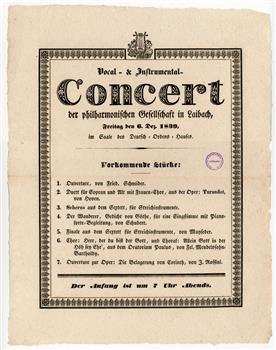 Vocal- & Instrumental-
Concert
der philharmonischen Gesellschaft in Laibach,
Freitag den 6. Dez. 1839,
im Saale des Deutsch-Ordens-Hauses.
Vorkommende Stücke:
1. Ouverture, von Fried. Schneider.
2. Duett für Sopran und Alt mit Frauen-Chor, aus der Oper: Turandot,
von Hoven.
3. Scherzo aus dem Septett, für Streichinstrumente.
4. Der Wanderer, Gedicht von Göthe, für eine Singstimme mit Piano-
forte-Begleitung, von Schubert.
5. Finale aus dem Septett für Streichinstrumente, von Mayseder.
6. Chor: Herr, der du bist der Gott, und Choral: Allein Gott in der
Höh sey Ehr', aus dem Oratorium Paulus, von Fel. Mendelsohn-
Bartholdy.
7. Ouverture zur Oper: Die Belagerung von Corinth, von J. Rossini.
Der Anfang ist um 7 Uhr Abends.